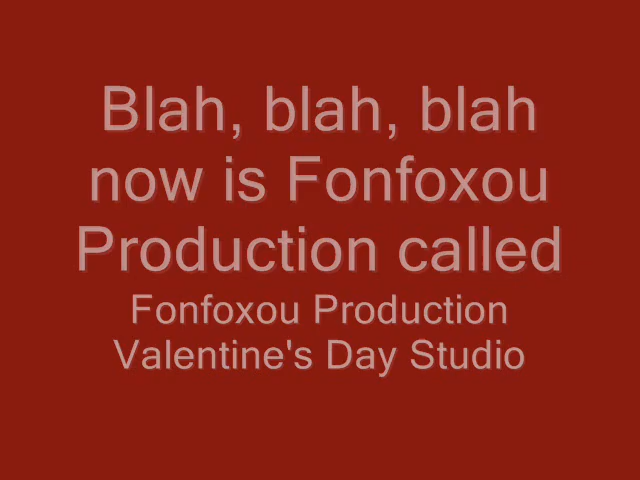 Blah, blah, blah
now is Fonfoxou
Production called
Fonfoxou Production
Valentine's Day Studio